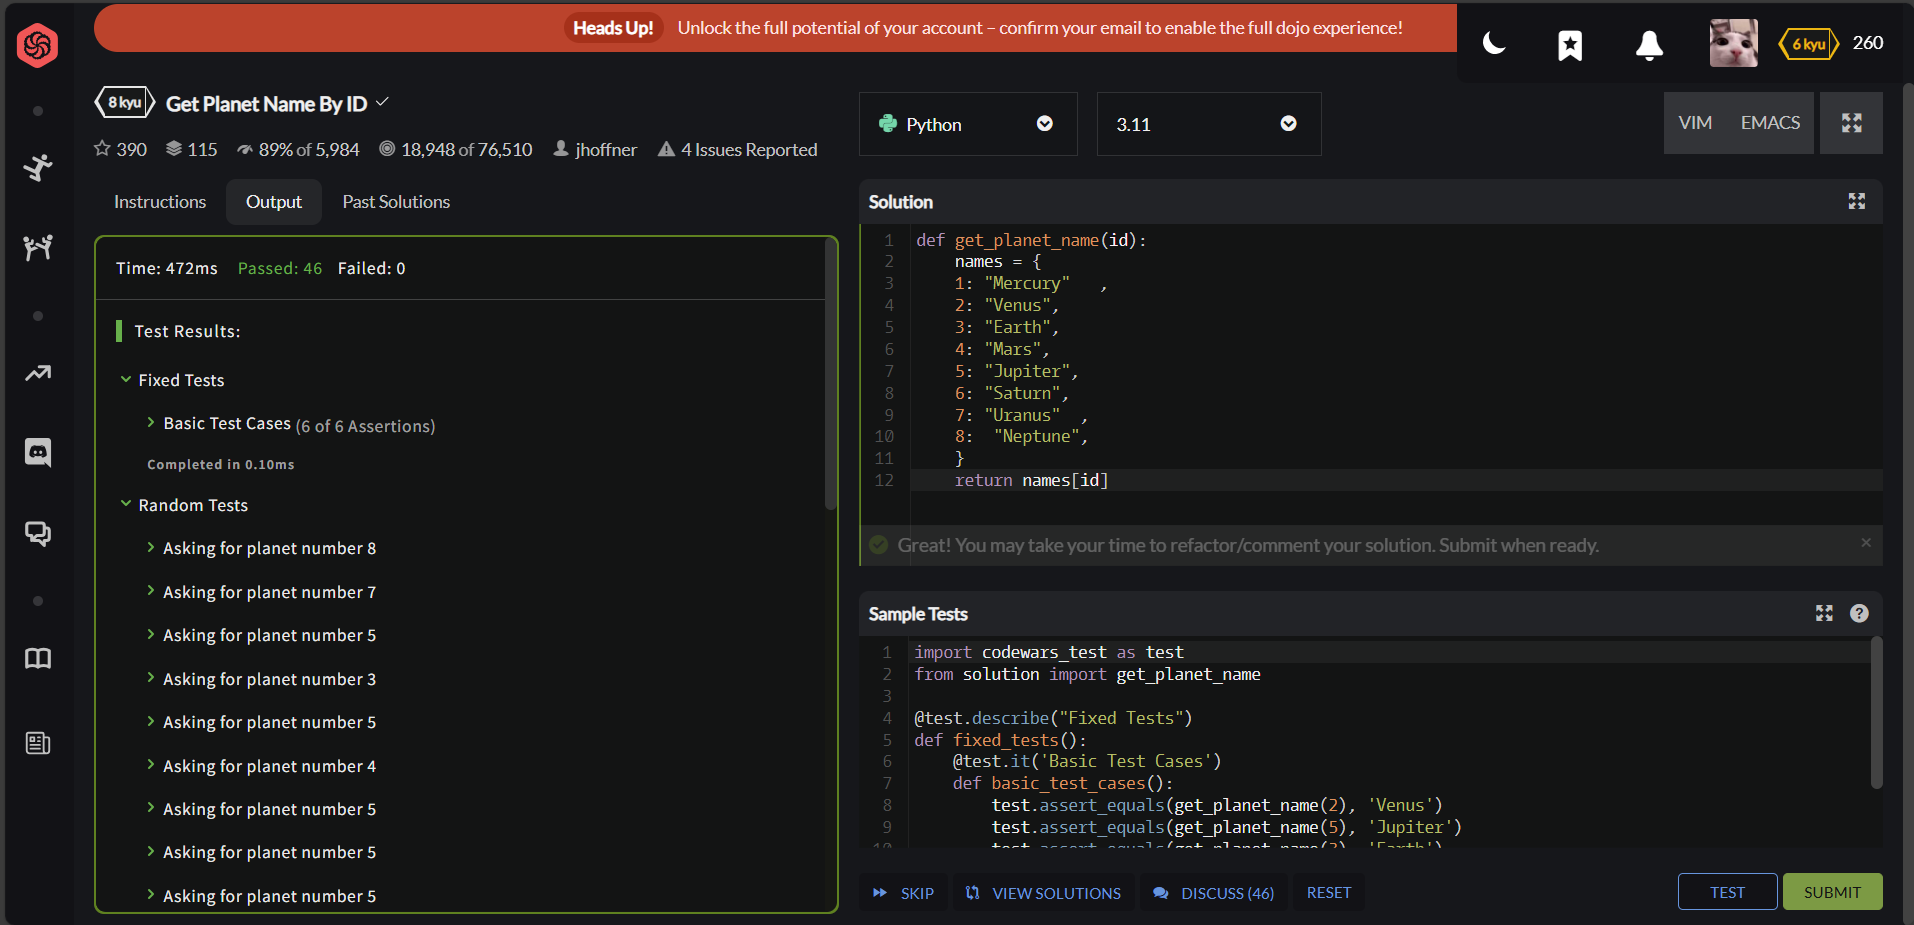 Heads Up! Unlock the full potential of your account – confirm your email to enable the full dojo experience!
6 kyu 260
8 kyu Get Planet Name By ID
390 115 89% of 5,984 18,948 of 76,510 jhoffner 4 Issues Reported
Python
3.11
VIM EMACS
Instructions Output Past Solutions
Time: 472ms Passed: 46 Failed: 0
Test Results:
Fixed Tests
Basic Test Cases (6 of 6 Assertions)
Completed in 0.10ms
Random Tests
Asking for planet number 8
Asking for planet number 7
Asking for planet number 5
Asking for planet number 3
Asking for planet number 5
Asking for planet number 4
Asking for planet number 5
Asking for planet number 5
Asking for planet number 5
Solution
1 def get_planet_name(id):
2     names = {
3     1: "Mercury"   ,
4     2: "Venus",
5     3: "Earth",
6     4: "Mars",
7     5: "Jupiter",
8     6: "Saturn",
9     7: "Uranus"  ,
10     8:  "Neptune",
11     }
12     return names[id]
Great! You may take your time to refactor/comment your solution. Submit when ready.
Sample Tests
1 import codewars_test as test
2 from solution import get_planet_name
3
4 @test.describe("Fixed Tests")
5 def fixed_tests():
6     @test.it('Basic Test Cases')
7     def basic_test_cases():
8         test.assert_equals(get_planet_name(2), 'Venus')
9         test.assert_equals(get_planet_name(5), 'Jupiter')
10         test.assert_equals(get_planet_name(3), 'Earth')
SKIP VIEW SOLUTIONS DISCUSS (46) RESET
TEST SUBMIT